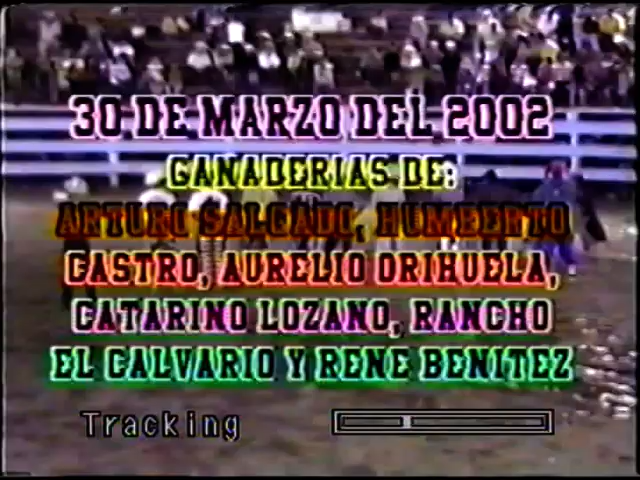 30 DE MARZO DEL 2002
GANADERIAS DE:
ARTURO SALGADO, HUMBERTO
CASTRO, AURELIO ORIHUELA,
CATARINO LOZANO, RANCHO
EL CALVARIO Y RENE BENITEZ
Tracking